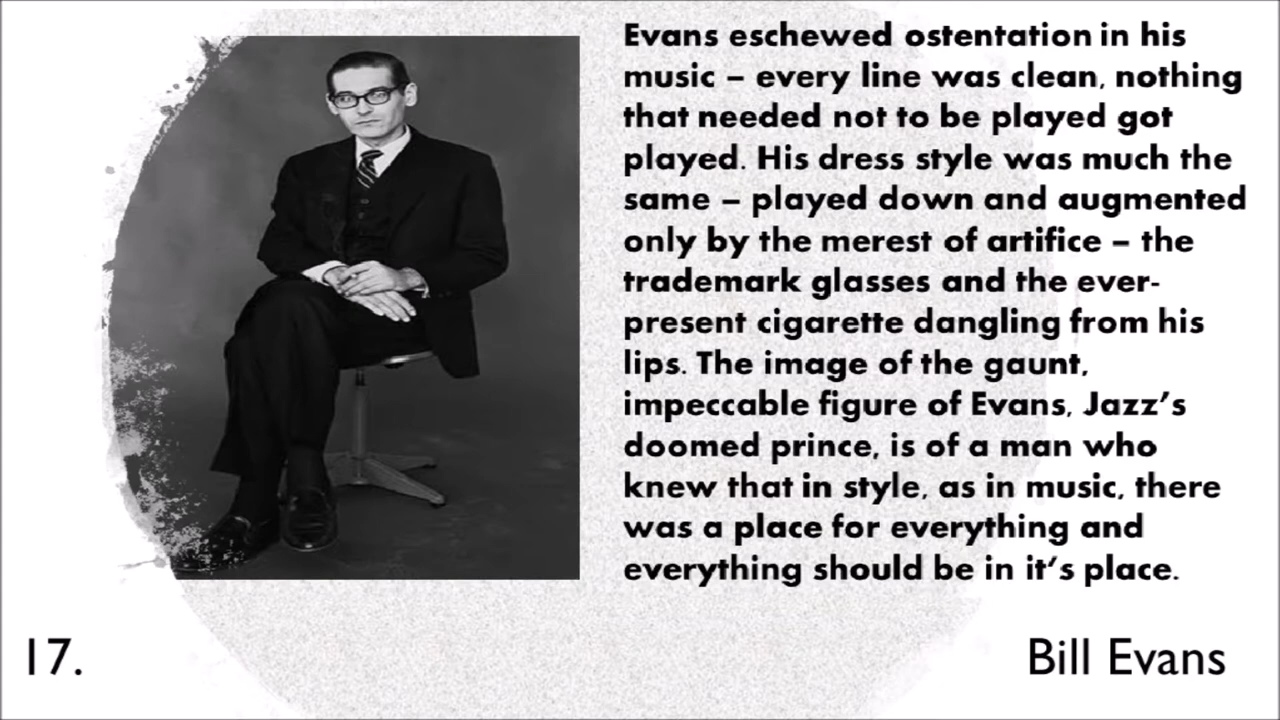 Evans eschewed ostentation in his
music – every line was clean, nothing
that needed not to be played got
played. His dress style was much the
same – played down and augmented
only by the merest of artifice – the
trademark glasses and the ever-
present cigarette dangling from his
lips. The image of the gaunt,
impeccable figure of Evans, Jazz’s
doomed prince, is of a man who
knew that in style, as in music, there
was a place for everything and
everything should be in it’s place.
17.
Bill Evans